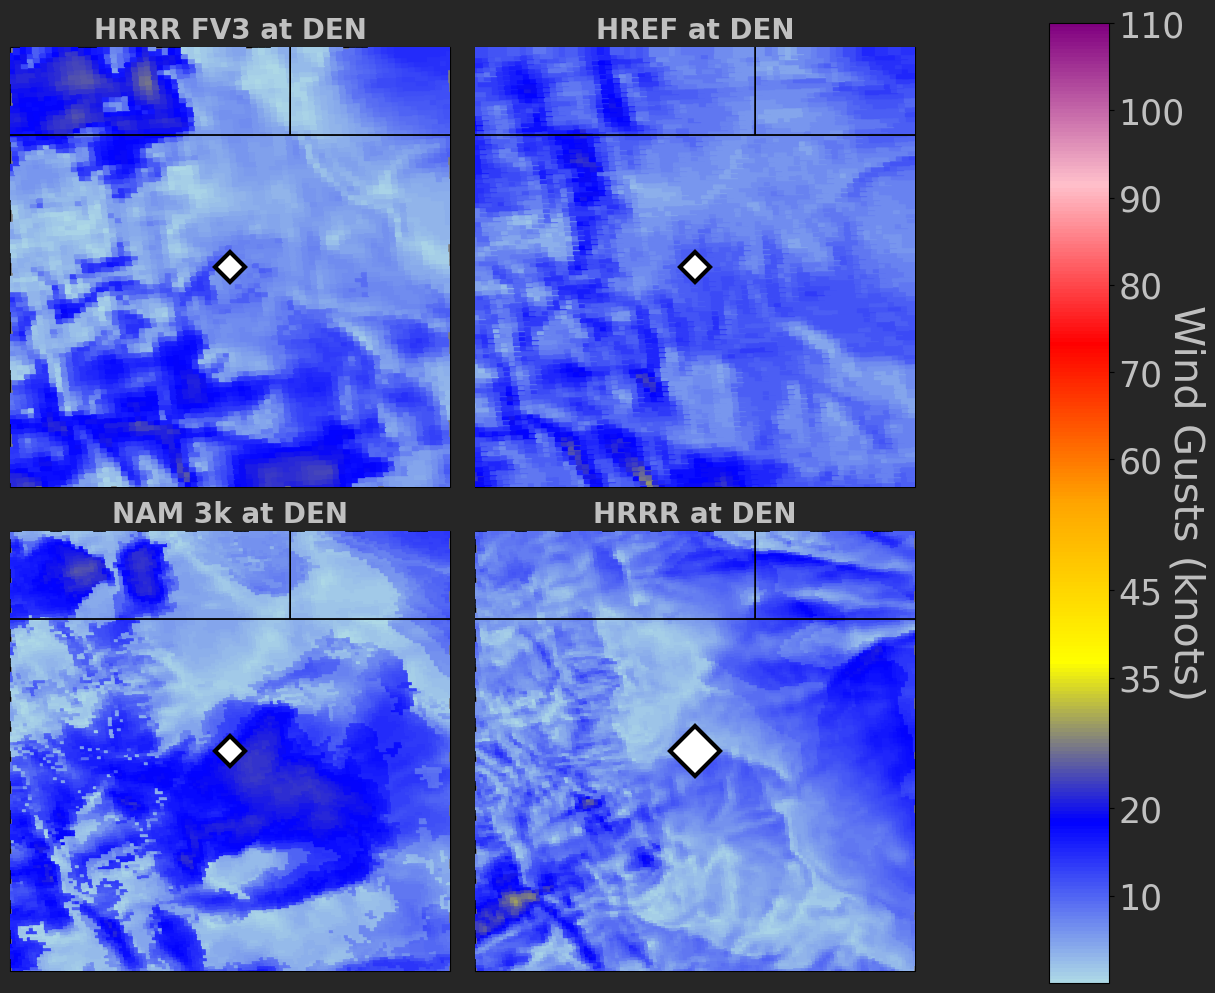 HRRR FV3 at DEN
HREF at DEN
NAM 3k at DEN
HRRR at DEN
110
100
90
80
70
60
45
35
20
10
Wind Gusts (knots)